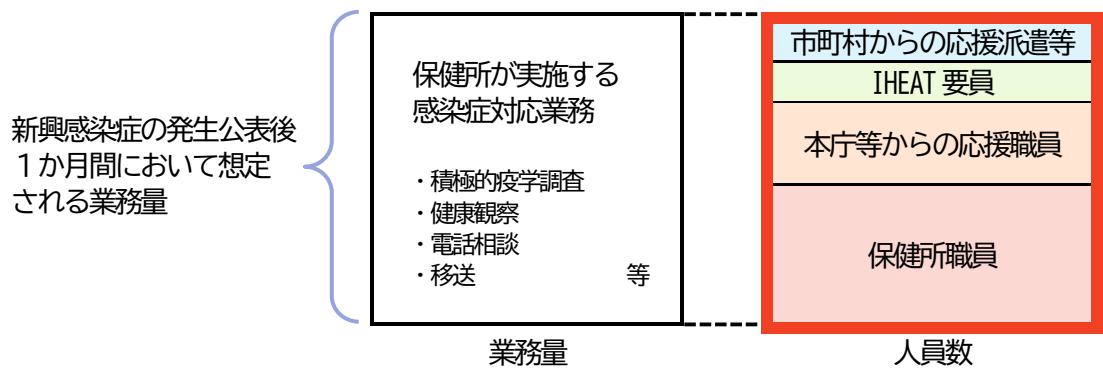 新興感染症の発生公表後
１か月間において想定
される業務量
保健所が実施する
感染症対応業務
・積極的疫学調査
・健康観察
・電話相談
・移送 等
業務量
市町村からの応援派遣等
IHEAT 要員
本庁等からの応援職員
保健所職員
人員数